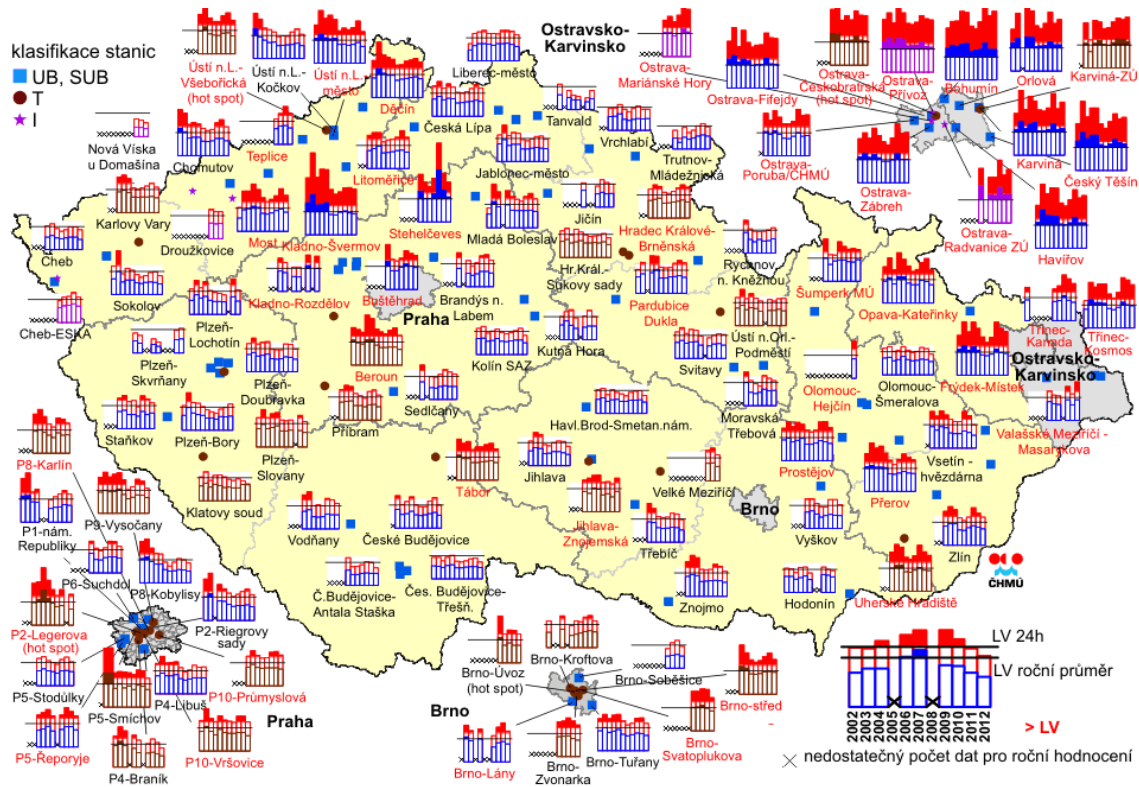 klasifikace stanic
UB, SUB
T
I
Ústí n.L.-
Všebořická
(hot spot)
Ústí n.L.-
Kočkov
Ústí n.L.-
město
Děčín
Liberec-město
Ostravsko-
Karvinsko
Ostrava-
Mariánské Hory
Ostrava-Fifejdy
Ostrava-
Českobratrská
(hot spot)
Ostrava-
Přívoz
Bohumín
Orlová
Karviná-ZÚ
Nová Víska
u Domašína
Chomutov
Teplice
Litoměřice
Česká Lípa
Tanvald
Vrchlabí
Trutnov-
Mládežnická
Jablonec-město
Ostrava-
Poruba/CHMÚ
Ostrava-
Zábřeh
Karviná
Český Těšín
Ostrava-
Radvanice ZÚ
Havířov
Karlovy Vary
Droužkovice
Most
Kladno-Švermov
Stehelčeves
Mladá Boleslav
Jičín
Hradec Králové-
Brněnská
Cheb
Sokolov
Hr.Král.-
Sukovy sady
Rychnov
n. Kněžnou
Cheb-ESKA
Plzeň-
Lochotín
Kladno-Rozdělov
Buštěhrad
Praha
Brandýs n.
Labem
Pardubice
Dukla
Šumperk MÚ
Opava-Kateřinky
Třinec-
Kanada
Třinec-
Kosmos
Plzeň-
Skvrňany
Plzeň-
Doubravka
Beroun
Kutná Hora
Kolín SAZ
Ústí n.Orl.-
Podměstí
Svitavy
Ostravsko-
Karvinsko
Frýdek-Místek
Olomouc-
Hejčín
Olomouc-
Šmeralova
Staňkov
Plzeň-Bory
Příbram
Sedlčany
Havl.Brod-Smetan.nám.
Moravská
Třebová
Valašské Meziříčí -
Masarykova
P8-Karlín
Plzeň-
Slovany
Tábor
Jihlava
Velké Meziříčí
Prostějov
Přerov
Vsetín -
hvězdárna
Klatovy soud
P1-nám.
Republiky
P9-Vysočany
Vodňany
České Budějovice
Jihlava-
Znojemská
Třebíč
Brno
Vyškov
Zlín
ČHMÚ
P6-Suchdol
P8-Kobylisy
Č.Budějovice-
Antala Staška
Čes. Budějovice-
Třešň.
Znojmo
Hodonín
Uherské Hradiště
P2-Legerova
(hot spot)
P2-Riegrovy
sady
P5-Stodůlky
P5-Smíchov
P4-Libuš
P10-Průmyslová
P5-Řeporyje
P4-Braník
P10-Vršovice
Praha
Brno-Úvoz
(hot spot)
Brno-Kroftova
Brno-Soběšice
Brno-střed
Brno
Brno-Lány
Brno-
Zvonarka
Brno-Tuřany
Brno-
Svatoplukova
LV 24h
LV roční průměr
2002
2003
2004
2005
2006
2007
2008
2009
2010
2011
2012
> LV
nedostatečný počet dat pro roční hodnocení